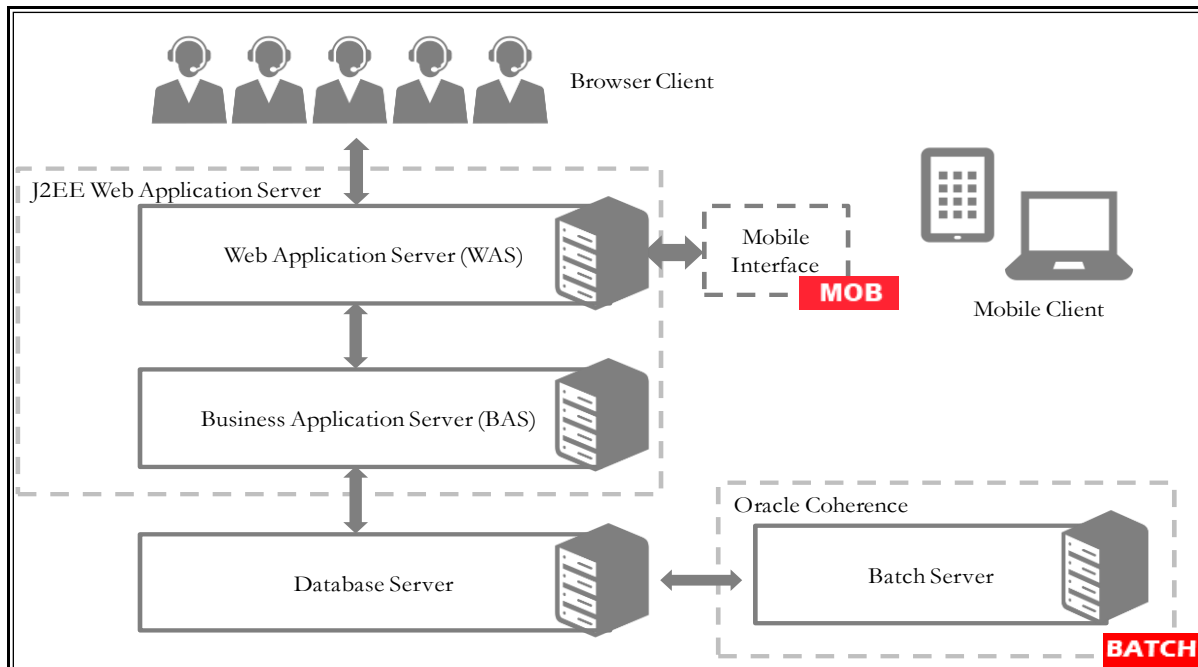 Browser Client
J2EE Web Application Server
Web Application Server (WAS)
Mobile
Interface
MOB
Mobile Client
Business Application Server (BAS)
Oracle Coherence
Database Server
Batch Server
BATCH